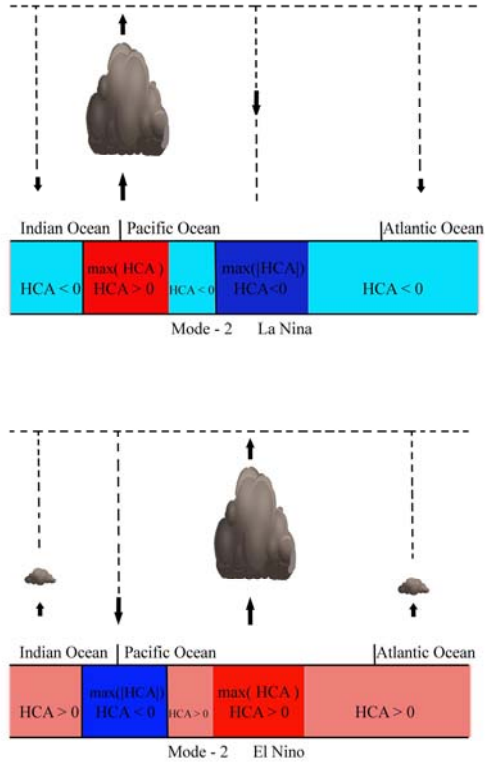 Indian Ocean Pacific Ocean Atlantic Ocean
max( HCA ) max(|HCA|)
HCA < 0 HCA > 0 HCA < 0 HCA<0 HCA < 0
Mode - 2 La Nina
Indian Ocean Pacific Ocean Atlantic Ocean
max(|HCA|) max( HCA )
HCA > 0 HCA < 0 HCA > 0 HCA > 0 HCA > 0
Mode - 2 El Nino